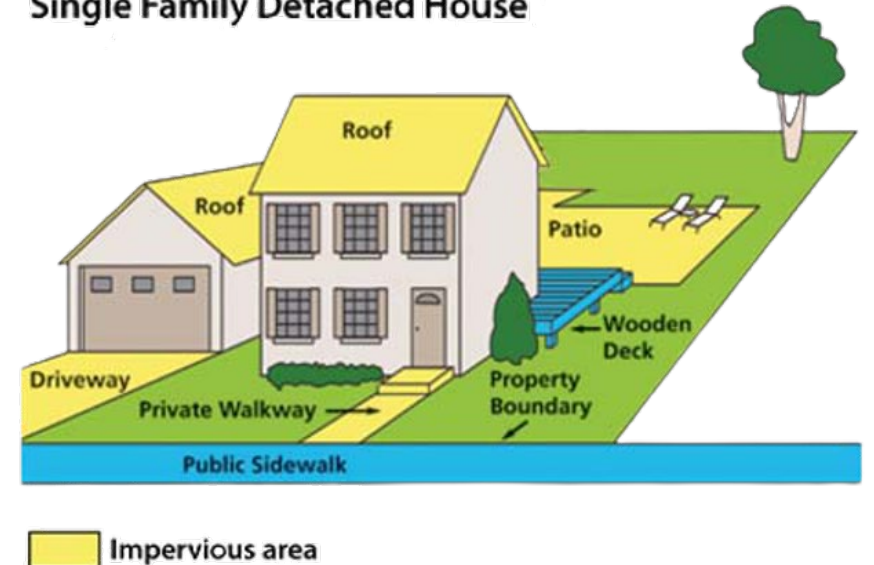 Single Family Detached House
Roof
Roof
Patio
Wooden
Deck
Driveway
Property
Boundary
Private Walkway
Public Sidewalk
Impervious area